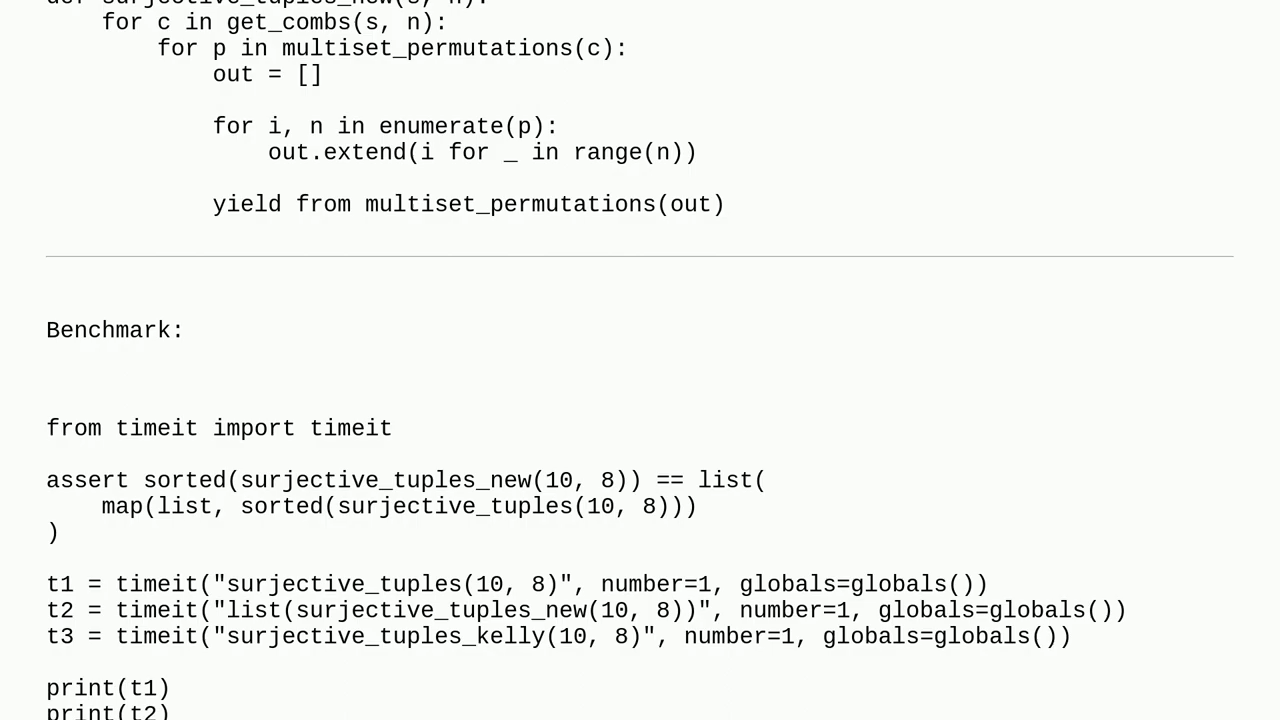 def surjective_tuples_new(s, n):
    for c in get_combs(s, n):
        for p in multiset_permutations(c):
            out = []
            for i, n in enumerate(p):
                out.extend(i for _ in range(n))
            yield from multiset_permutations(out)
Benchmark:
from timeit import timeit
assert sorted(surjective_tuples_new(10, 8)) == list(
    map(list, sorted(surjective_tuples(10, 8)))
)
t1 = timeit("surjective_tuples(10, 8)", number=1, globals=globals())
t2 = timeit("list(surjective_tuples_new(10, 8))", number=1, globals=globals())
t3 = timeit("surjective_tuples_kelly(10, 8)", number=1, globals=globals())
print(t1)
print(t2)